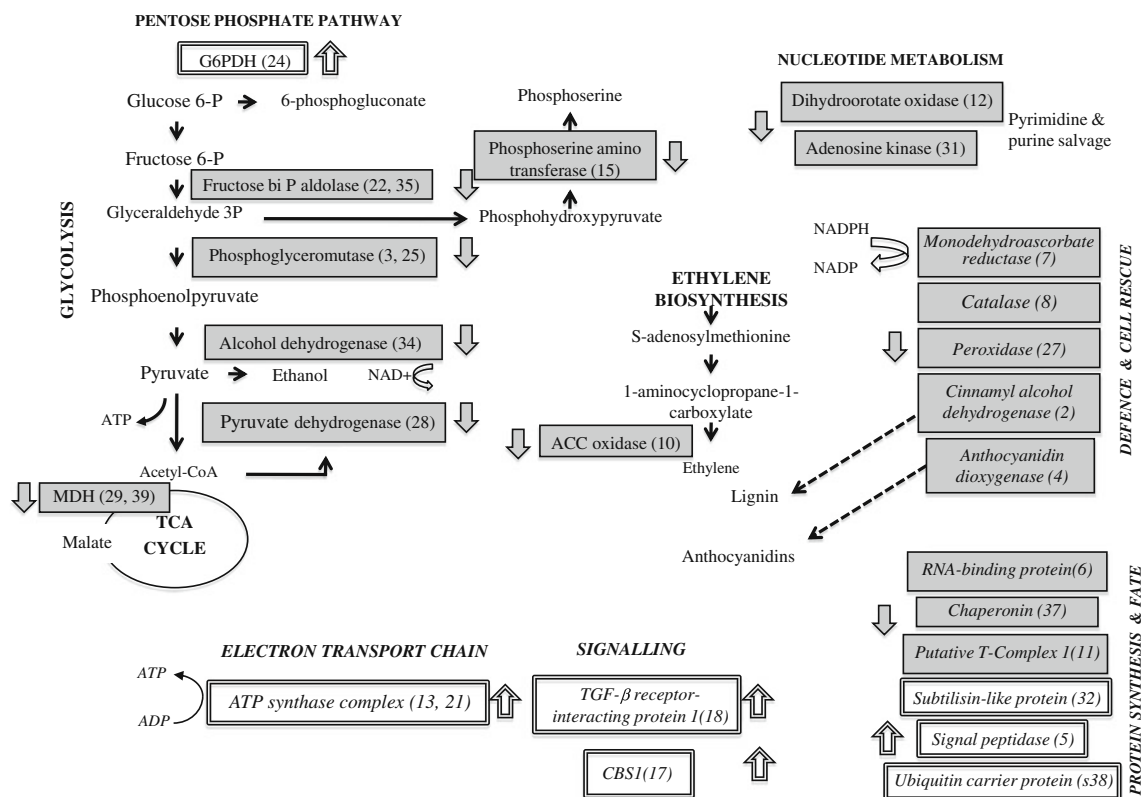 PENTOSE PHOSPHATE PATHWAY
G6PDH (24)
Glucose 6-P
6-phosphogluconate
Fructose 6-P
Fructose bi P aldolase (22, 35)
Glyceraldehyde 3P
Phosphoglyceromutase (3, 25)
Phosphoenolpyruvate
Alcohol dehydrogenase (34)
Pyruvate
Ethanol
NAD+
ATP
Pyruvate dehydrogenase (28)
Acetyl-CoA
MDH (29, 39)
Malate
TCA
CYCLE
GLYCOLYSIS
Phosphoserine
Phosphoserine amino
transferase (15)
Phosphohydroxypyruvate
NUCLEOTIDE METABOLISM
Dihydroorotate oxidase (12)
Adenosine kinase (31)
Pyrimidine &
purine salvage
ETHYLENE
BIOSYNTHESIS
S-adenosylmethionine
1-aminocyclopropane-1-
carboxylate
ACC oxidase (10)
Ethylene
NADPH
NADP
Monodehydroascorbate
reductase (7)
Catalase (8)
Peroxidase (27)
Cinnamyl alcohol
dehydrogenase (2)
Anthocyanidin
dioxygenase (4)
Lignin
Anthocyanidins
DEFENCE & CELL RESCUE
ELECTRON TRANSPORT CHAIN
ATP
ADP
ATP synthase complex (13, 21)
SIGNALLING
TGF-β receptor-
interacting protein 1(18)
CBS1(17)
RNA-binding protein(6)
Chaperonin (37)
Putative T-Complex 1(11)
Subtilisin-like protein (32)
Signal peptidase (5)
Ubiquitin carrier protein (s38)
PROTEIN SYNTHESIS & FATE